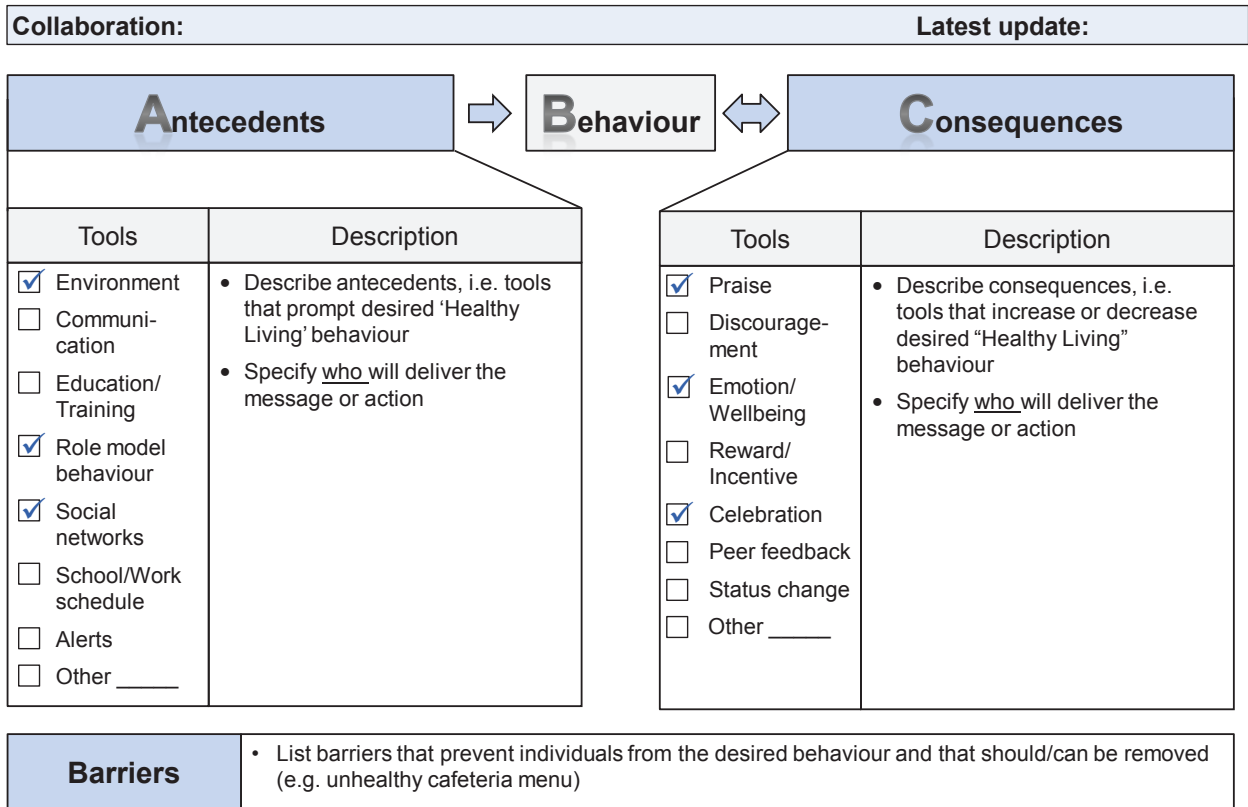 Collaboration: Latest update:
Antecedents Behaviour Consequences
Tools Description
Environment
Communi-
cation
Education/
Training
Role model
behaviour
Social
networks
School/Work
schedule
Alerts
Other _____
• Describe antecedents, i.e. tools
that prompt desired ‘Healthy
Living’ behaviour
• Specify who will deliver the
message or action
Tools Description
Praise
Discourage-
ment
Emotion/
Wellbeing
Reward/
Incentive
Celebration
Peer feedback
Status change
Other _____
• Describe consequences, i.e.
tools that increase or decrease
desired “Healthy Living”
behaviour
• Specify who will deliver the
message or action
Barriers
• List barriers that prevent individuals from the desired behaviour and that should/can be removed
(e.g. unhealthy cafeteria menu)